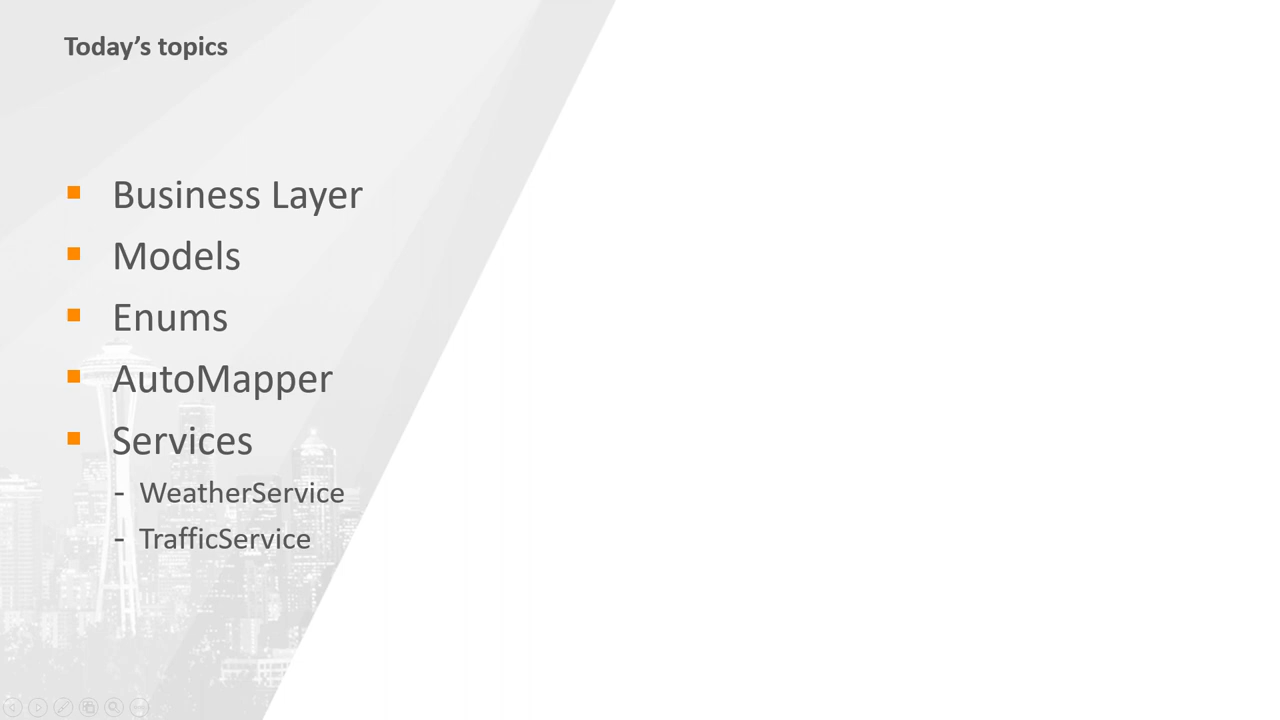 Today’s topics
Business Layer
Models
Enums
AutoMapper
Services
- WeatherService
- TrafficService